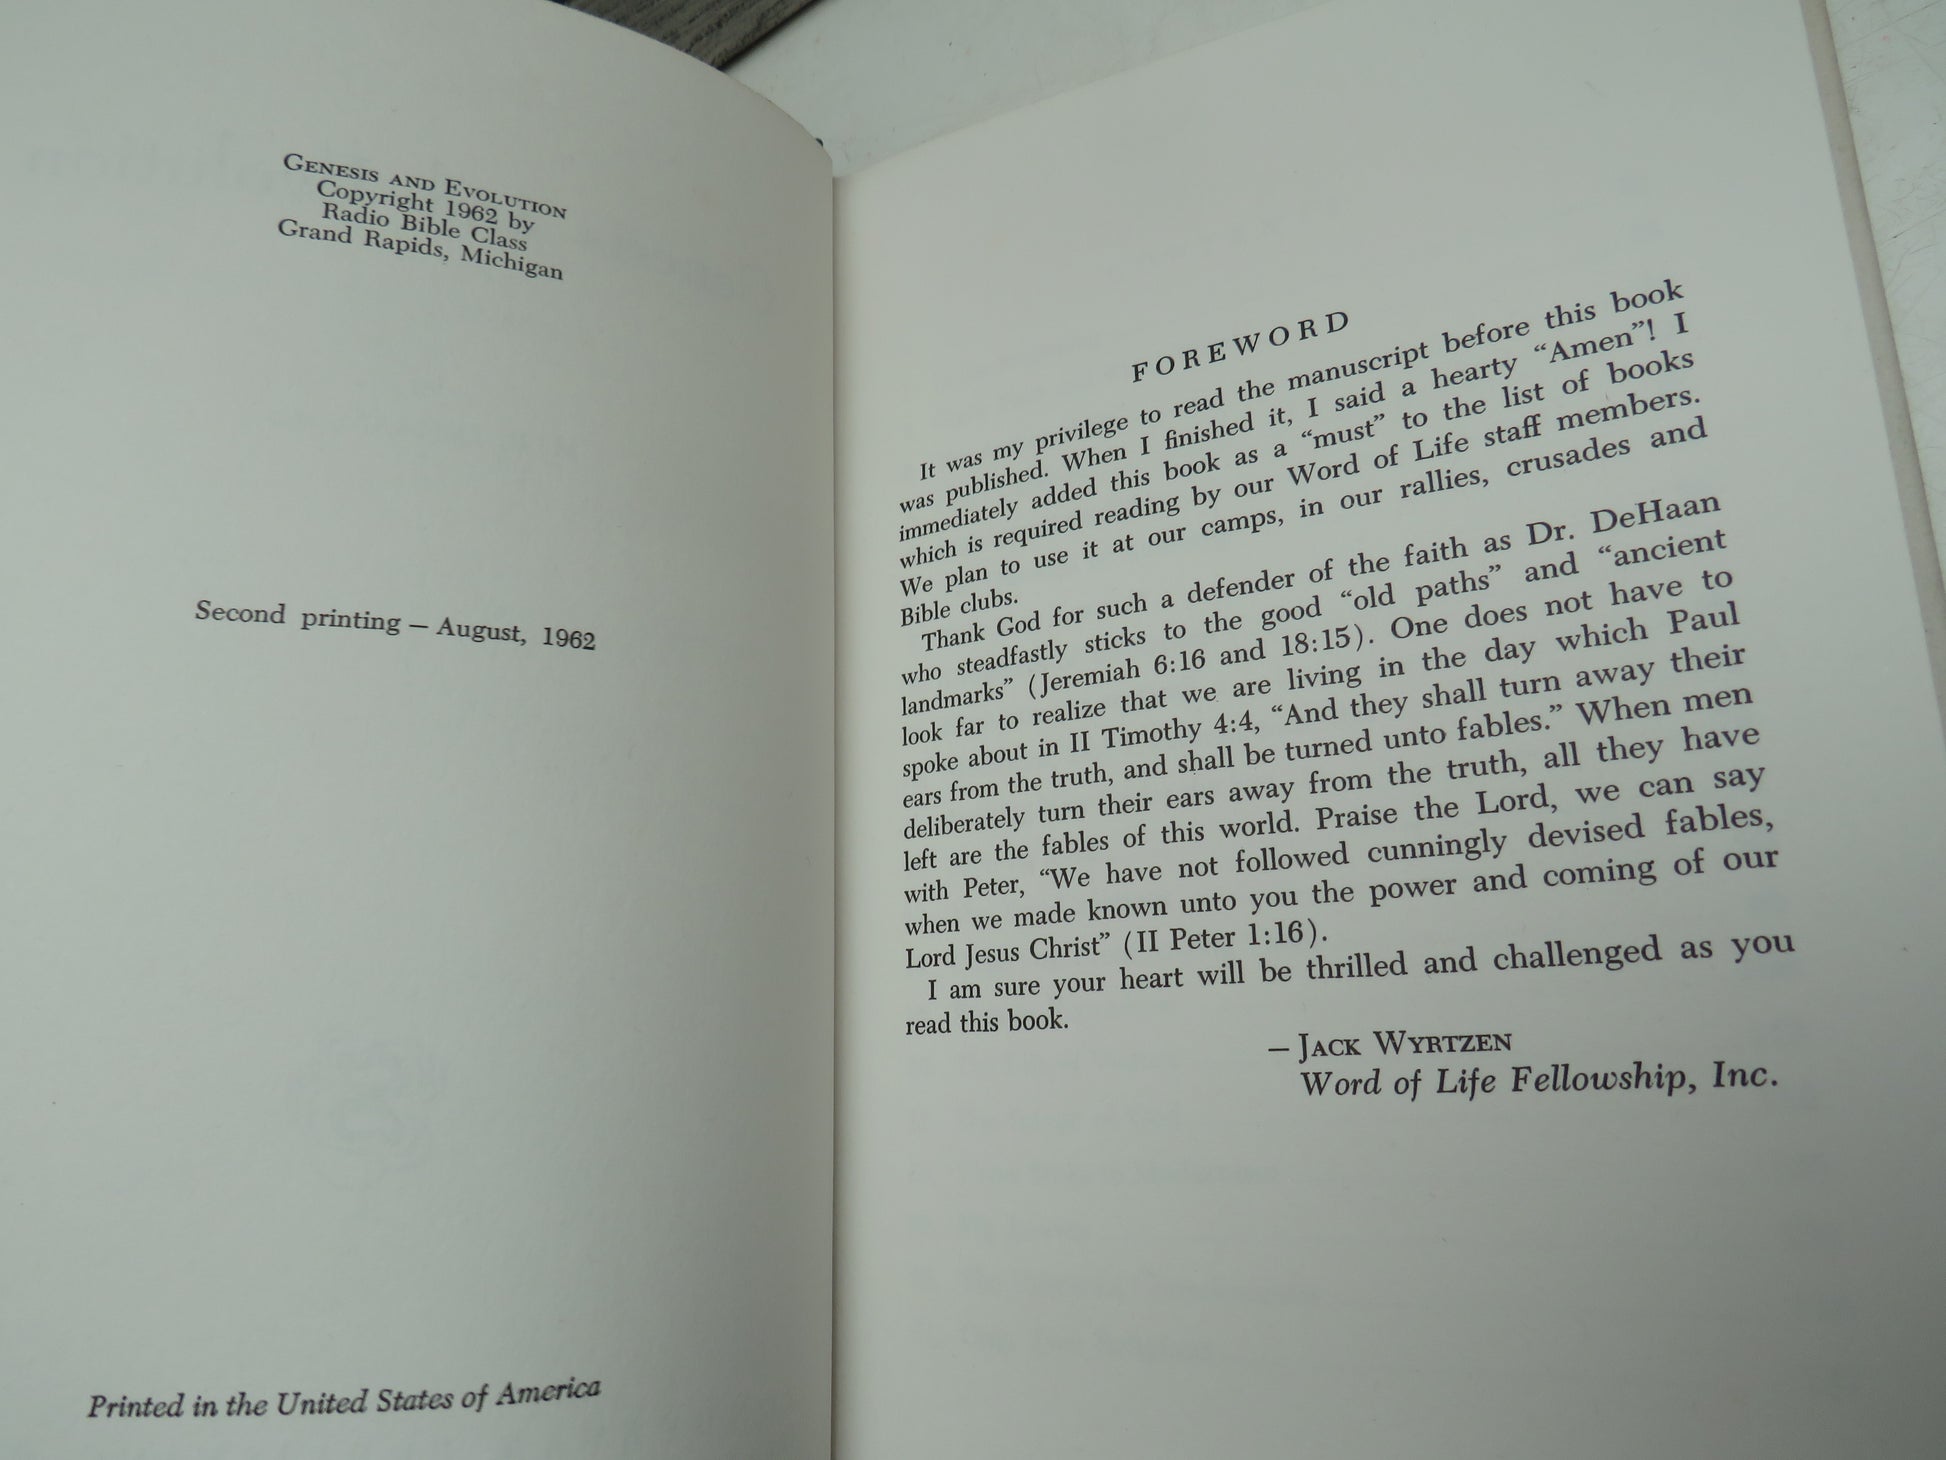 GENESIS AND EVOLUTION
Copyright 1962 by
Radio Bible Class
Grand Rapids, Michigan
Second printing — August, 1962
Printed in the United States of America
FOREWORD
It was my privilege to read the manuscript before this book
was published. When I finished it, I said a hearty “Amen”! I
immediately added this book as a “must” to the list of books
which is required reading by our Word of Life staff members.
We plan to use it at our camps, in our rallies, crusades and
Bible clubs.
Thank God for such a defender of the faith as Dr. DeHaan
who steadfastly sticks to the good “old paths” and “ancient
landmarks” (Jeremiah 6:16 and 18:15). One does not have to
look far to realize that we are living in the day which Paul
spoke about in II Timothy 4:4, “And they shall turn away their
ears from the truth, and shall be turned unto fables.” When men
deliberately turn their ears away from the truth, all they have
left are the fables of this world. Praise the Lord, we can say
with Peter, “We have not followed cunningly devised fables,
when we made known unto you the power and coming of our
Lord Jesus Christ” (II Peter 1:16).
I am sure your heart will be thrilled and challenged as you
read this book.
— JACK WYRTZEN
Word of Life Fellowship, Inc.